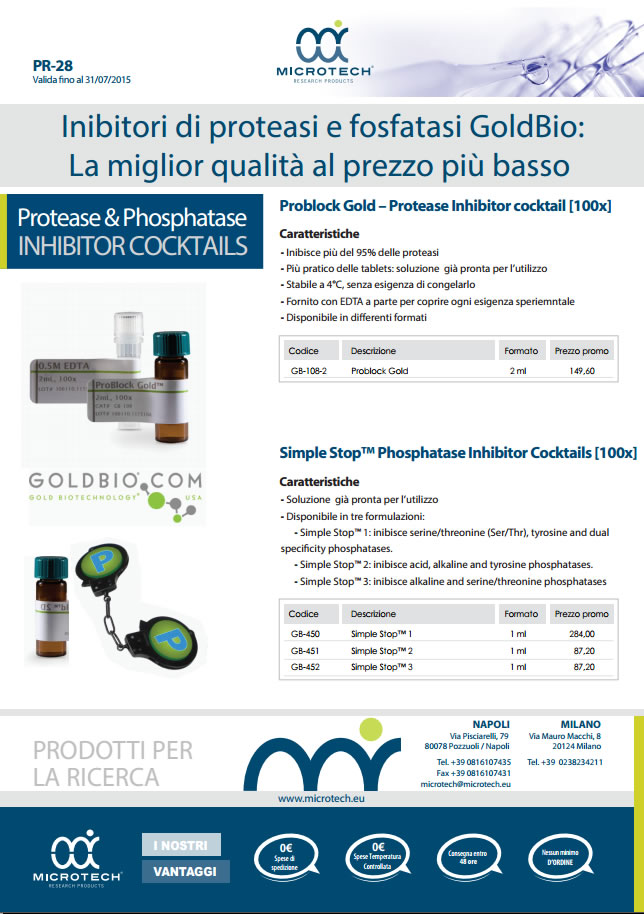 PR-28
Valida fino al 31/07/2015
MICROTECH®
RESEARCH PRODUCTS
Inibitori di proteasi e fosfatasi GoldBio:
La miglior qualità al prezzo più basso
Protease & Phosphatase
INHIBITOR COCKTAILS
0.5M EDTA
2mL, 100x
ProBlock Gold™
2mL, 100x
GOLDBIO.COM
GOLD BIOTECHNOLOGY® USA
P
P
Problock Gold – Protease Inhibitor cocktail [100x]
Caratteristiche
- Inibisce più del 95% delle proteasi
- Più pratico delle tablets: soluzione già pronta per l’utilizzo
- Stabile a 4°C, senza esigenza di congelarlo
- Fornito con EDTA a parte per coprire ogni esigenza speriemntale
- Disponibile in differenti formati
Codice Descrizione Formato Prezzo promo
GB-108-2 Problock Gold 2 ml 149,60
Simple Stop™ Phosphatase Inhibitor Cocktails [100x]
Caratteristiche
- Soluzione già pronta per l’utilizzo
- Disponibile in tre formulazioni:
- Simple Stop™ 1: inibisce serine/threonine (Ser/Thr), tyrosine and dual
specificity phosphatases.
- Simple Stop™ 2: inibisce acid, alkaline and tyrosine phosphatases.
- Simple Stop™ 3: inibisce alkaline and serine/threonine phosphatases
Codice Descrizione Formato Prezzo promo
GB-450 Simple Stop™ 1 1 ml 284,00
GB-451 Simple Stop™ 2 1 ml 87,20
GB-452 Simple Stop™ 3 1 ml 87,20
PRODOTTI PER
LA RICERCA
www.microtech.eu
NAPOLI
Via Pisciarelli, 79
80078 Pozzuoli / Napoli
Tel. +39 0816107435
Fax +39 0816107431
microtech@microtech.eu
MILANO
Via Mauro Macchi, 8
20124 Milano
Tel. +39 0238234211
MICROTECH®
RESEARCH PRODUCTS
I NOSTRI
VANTAGGI
0€
Spese di
spedizione
0€
Spese Temperatura
Controllata
Consegna entro
48 ore
Nessun minimo
D'ORDINE